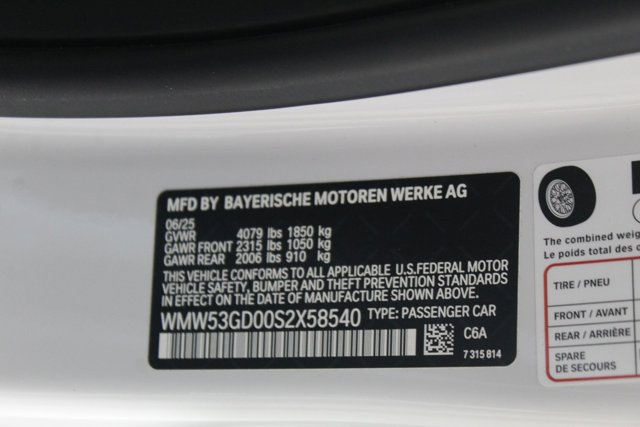 MFD BY BAYERISCHE MOTOREN WERKE AG
06/25
GVWR 4079 lbs 1850 kg
GAWR FRONT 2315 lbs 1050 kg
GAWR REAR 2006 lbs 910 kg
THIS VEHICLE CONFORMS TO ALL APPLICABLE U.S.FEDERAL MOTOR
VEHICLE SAFETY, BUMPER AND THEFT PREVENTION STANDARDS
IN EFFECT ON THE DATE OF MANUFACTURE SHOWN ABOVE.
WMW53GD00S2X58540 TYPE: PASSENGER CAR
C6A
7 315 814
The combined
Le poids total des
TIRE / PNEU
FRONT / AVANT
REAR / ARRIÈRE
SPARE
DE SECOURS